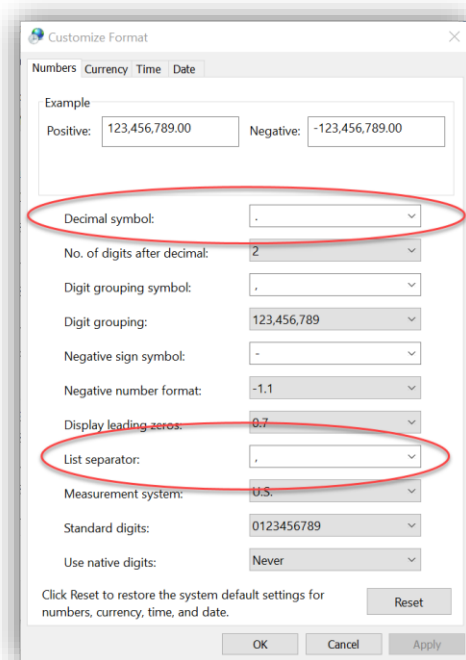 Customize Format
Numbers Currency Time Date
Example
Positive: 123,456,789.00 Negative: -123,456,789.00
Decimal symbol: .
No. of digits after decimal: 2
Digit grouping symbol: ,
Digit grouping: 123,456,789
Negative sign symbol: -
Negative number format: -1.1
Display leading zeros: 0.7
List separator: ,
Measurement system: U.S.
Standard digits: 0123456789
Use native digits: Never
Click Reset to restore the system default settings for
numbers, currency, time, and date.
Reset
OK Cancel Apply